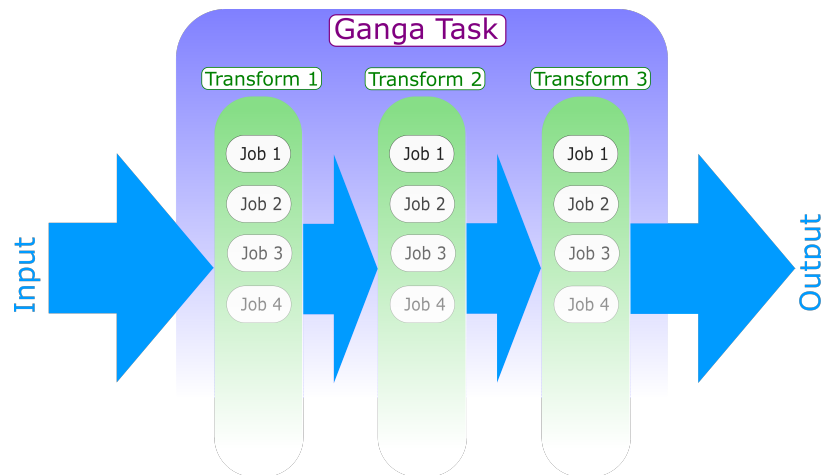 Ganga Task
Transform 1
Transform 2
Transform 3
Job 1
Job 2
Job 3
Job 4
Job 1
Job 2
Job 3
Job 4
Job 1
Job 2
Job 3
Job 4
Input
Output